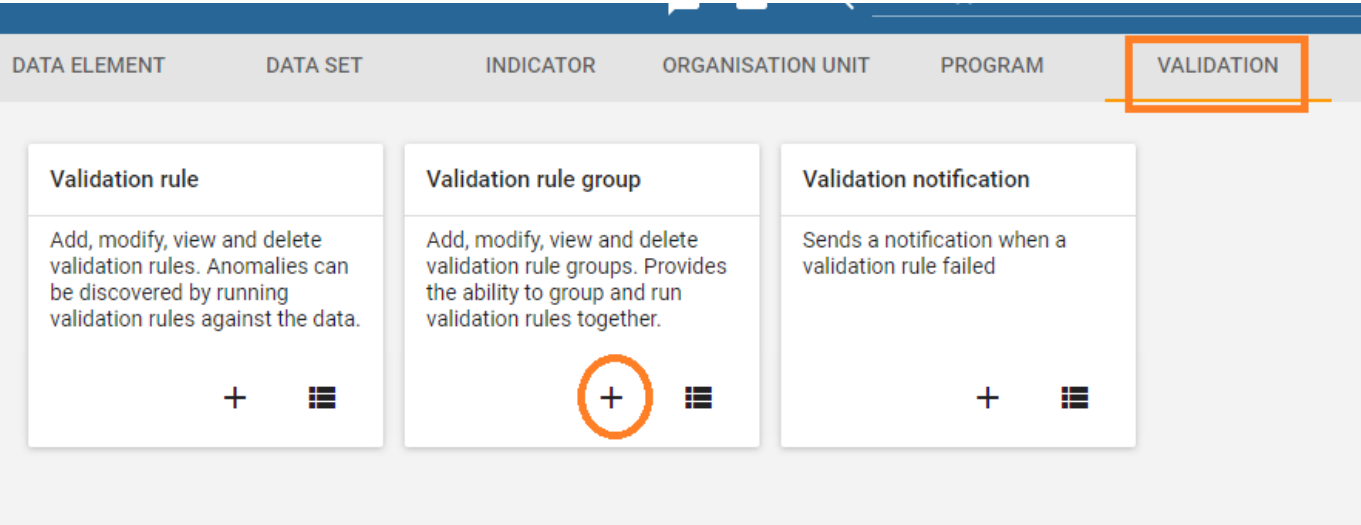 DATA ELEMENT DATA SET INDICATOR ORGANISATION UNIT PROGRAM VALIDATION
Validation rule
Add, modify, view and delete
validation rules. Anomalies can
be discovered by running
validation rules against the data.
Validation rule group
Add, modify, view and delete
validation rule groups. Provides
the ability to group and run
validation rules together.
Validation notification
Sends a notification when a
validation rule failed